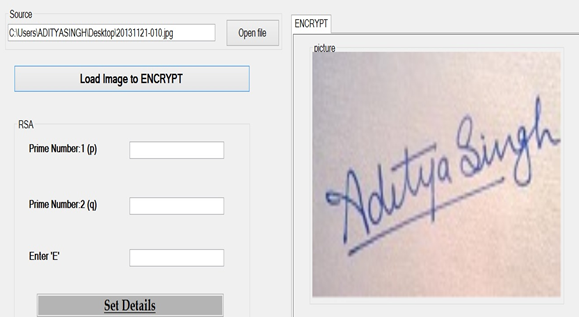 Source
C:\Users\ADITYASINGH\Desktop\20131121-010.jpg
Open file
Load Image to ENCRYPT
RSA
Prime Number:1 (p)
Prime Number:2 (q)
Enter 'E'
Set Details
ENCRYPT
picture
Aditya Singh